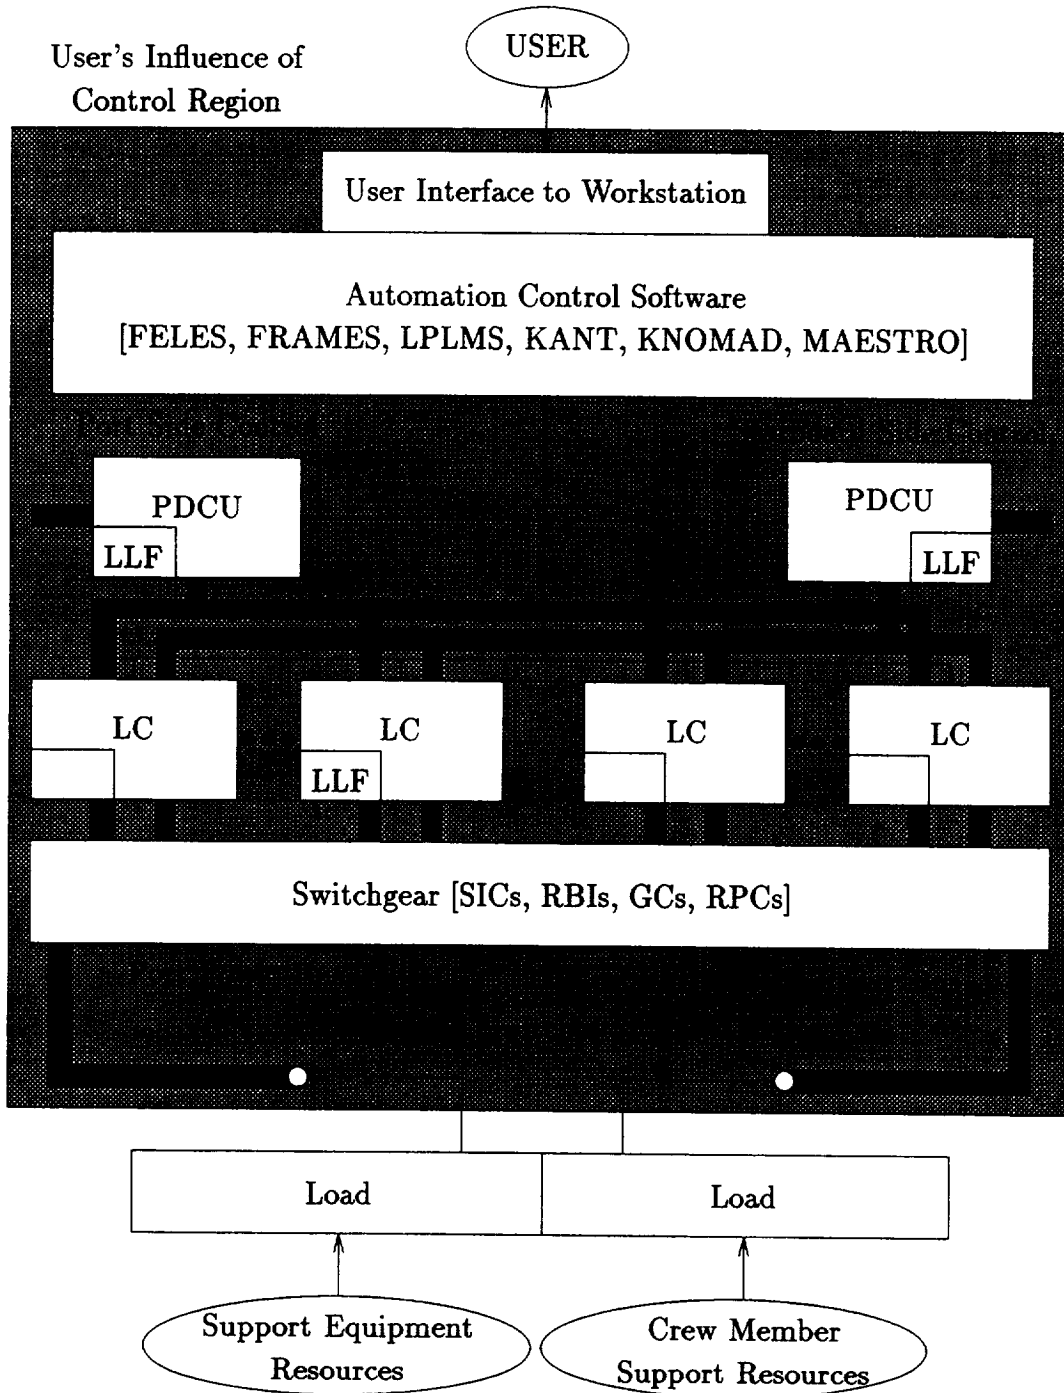 USER
User's Influence of
Control Region
User Interface to Workstation
Automation Control Software
[FELES, FRAMES, LPLMS, KANT, KNOMAD, MAESTRO]
PDCU
LLF
PDCU
LLF
LC
LC
LLF
LC
LC
Switchgear [SICs, RBIs, GCs, RPCs]
Load
Load
Support Equipment
Resources
Crew Member
Support Resources